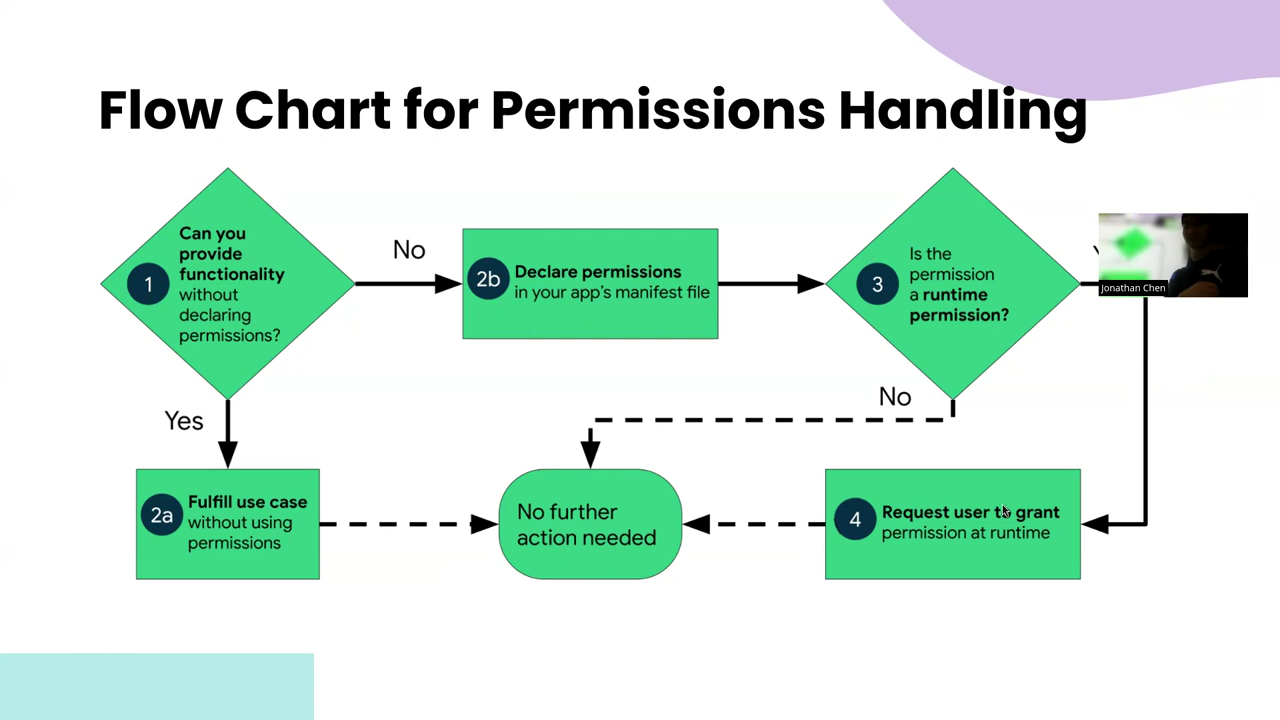 Flow Chart for Permissions Handling
1
Can you
provide
functionality
without
declaring
permissions?
No
2b
Declare permissions
in your app's manifest file
3
Is the
permission
a runtime
permission?
Jonathan Chen
Yes
No
2a
Fulfill use case
without using
permissions
No further
action needed
4
Request user to grant
permission at runtime